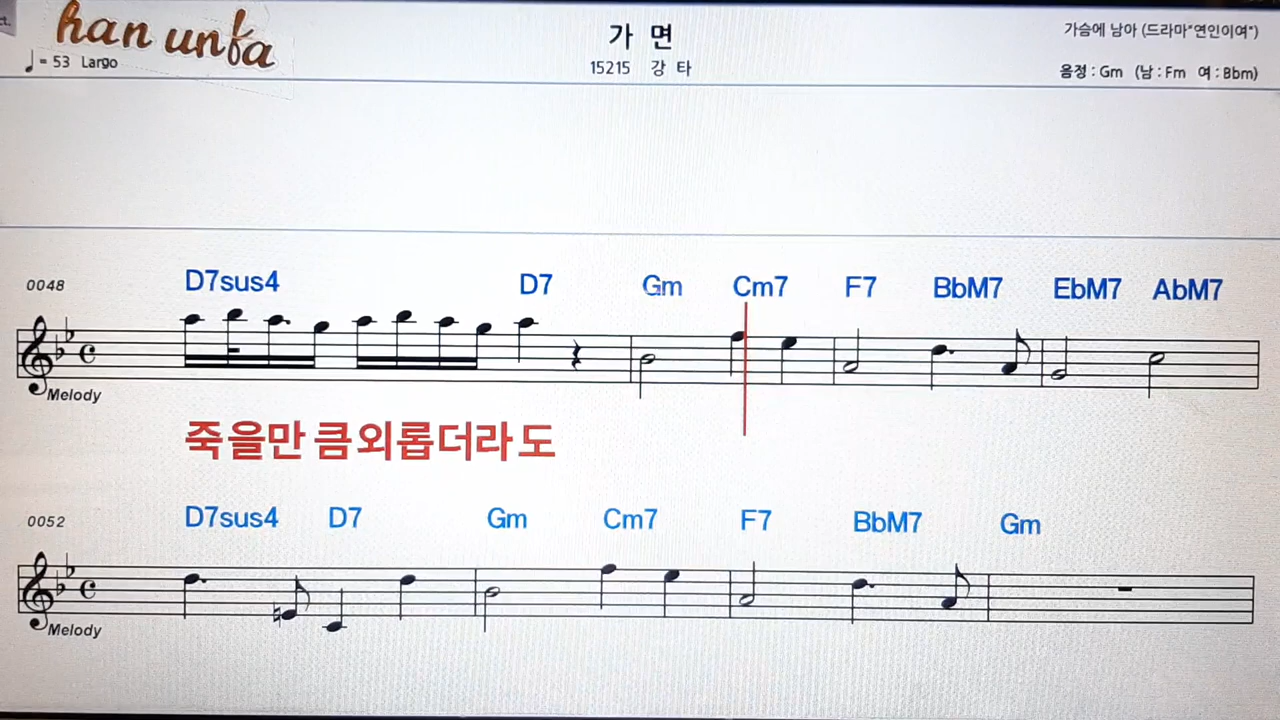 ct.
han unfa
♩ = 53 Largo
가 면
15215 강 타
가슴에 남아 (드라마"연인이여")
음정 : Gm (남 : Fm 여 : Bbm)
0048
D7sus4 D7 Gm Cm7 F7 BbM7 EbM7 AbM7
Melody
죽을만 큼외롭더라도
0052
D7sus4 D7 Gm Cm7 F7 BbM7 Gm
Melody